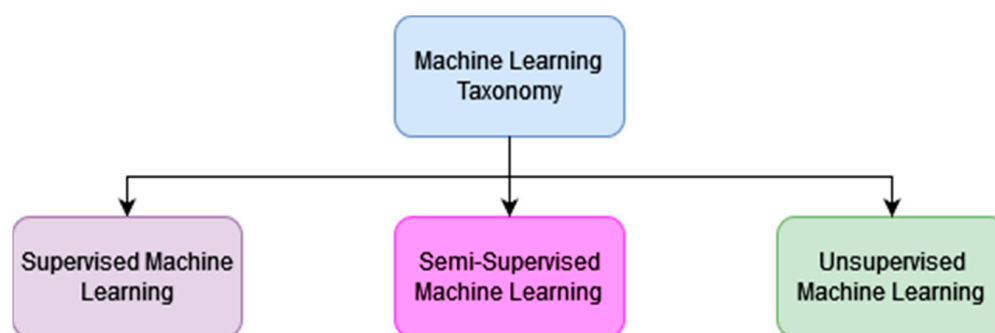 Machine Learning
Taxonomy
Supervised Machine
Learning
Semi-Supervised
Machine Learning
Unsupervised
Machine Learning